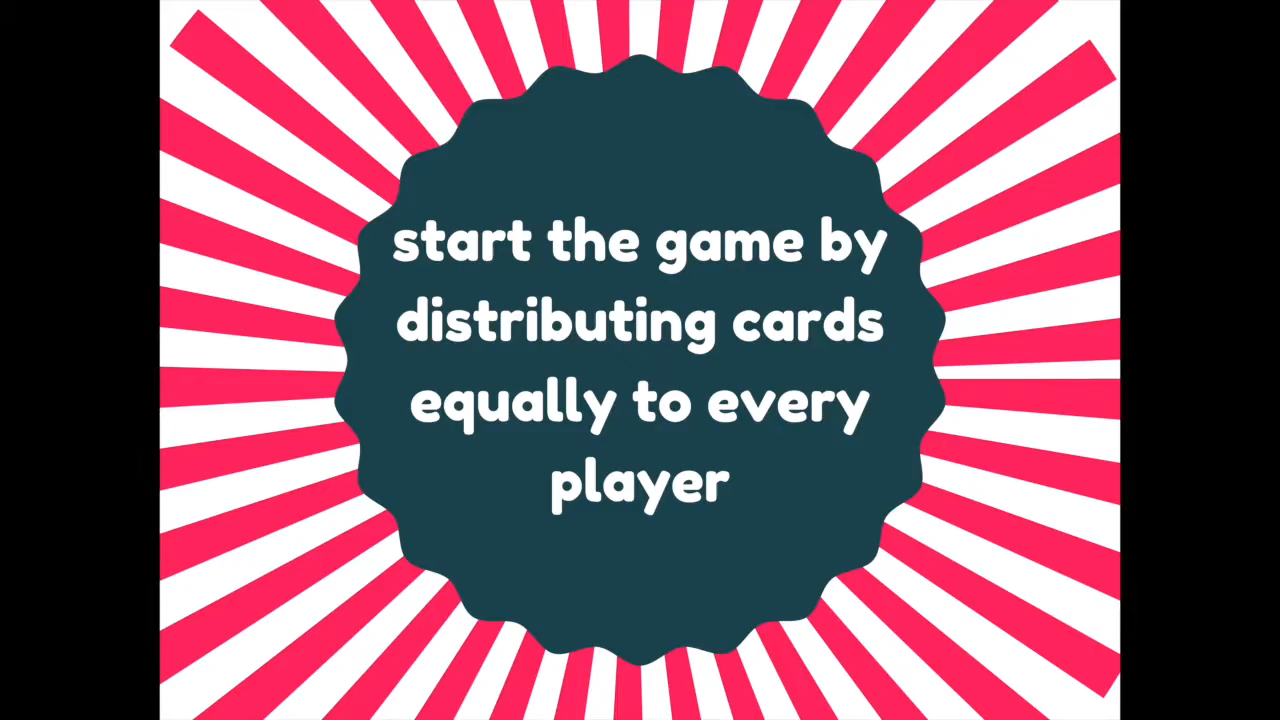 start the game by
distributing cards
equally to every
player